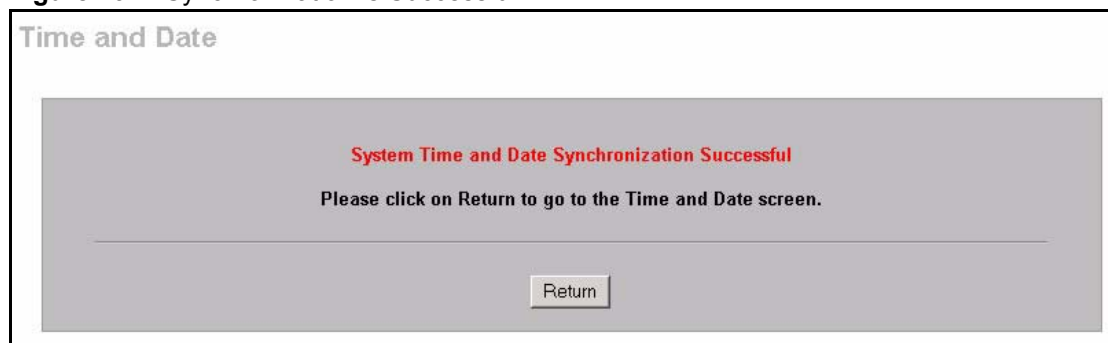 Time and Date
System Time and Date Synchronization Successful
Please click on Return to go to the Time and Date screen.
Return